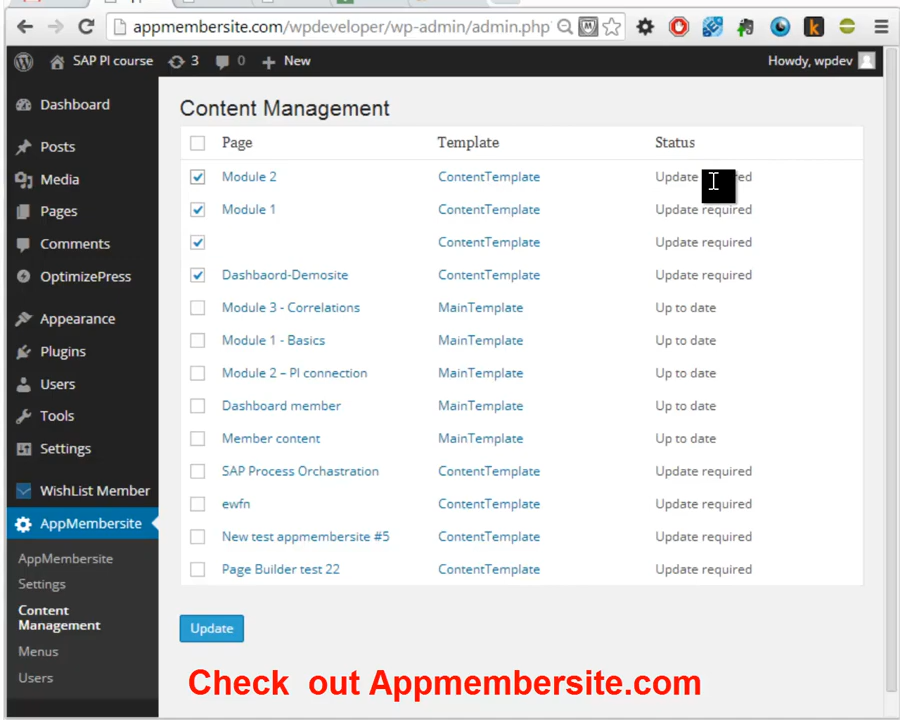 appmembersite.com/wpdeveloper/wp-admin/admin.php
SAP PI course 3 0 New Howdy, wpdev
Dashboard
Posts
Media
Pages
Comments
OptimizePress
Appearance
Plugins
Users
Tools
Settings
WishList Member
AppMembersite
AppMembersite
Settings
Content
Management
Menus
Users
Content Management
Page Template Status
Module 2 ContentTemplate Update
Module 1 ContentTemplate Update required
ContentTemplate Update required
Dashbaord-Demosite ContentTemplate Update required
Module 3 - Correlations MainTemplate Up to date
Module 1 - Basics MainTemplate Up to date
Module 2 – PI connection MainTemplate Up to date
Dashboard member MainTemplate Up to date
Member content MainTemplate Up to date
SAP Process Orchastration ContentTemplate Update required
ewfn ContentTemplate Update required
New test appmembersite #5 ContentTemplate Update required
Page Builder test 22 ContentTemplate Update required
Update
Check out Appmembersite.com